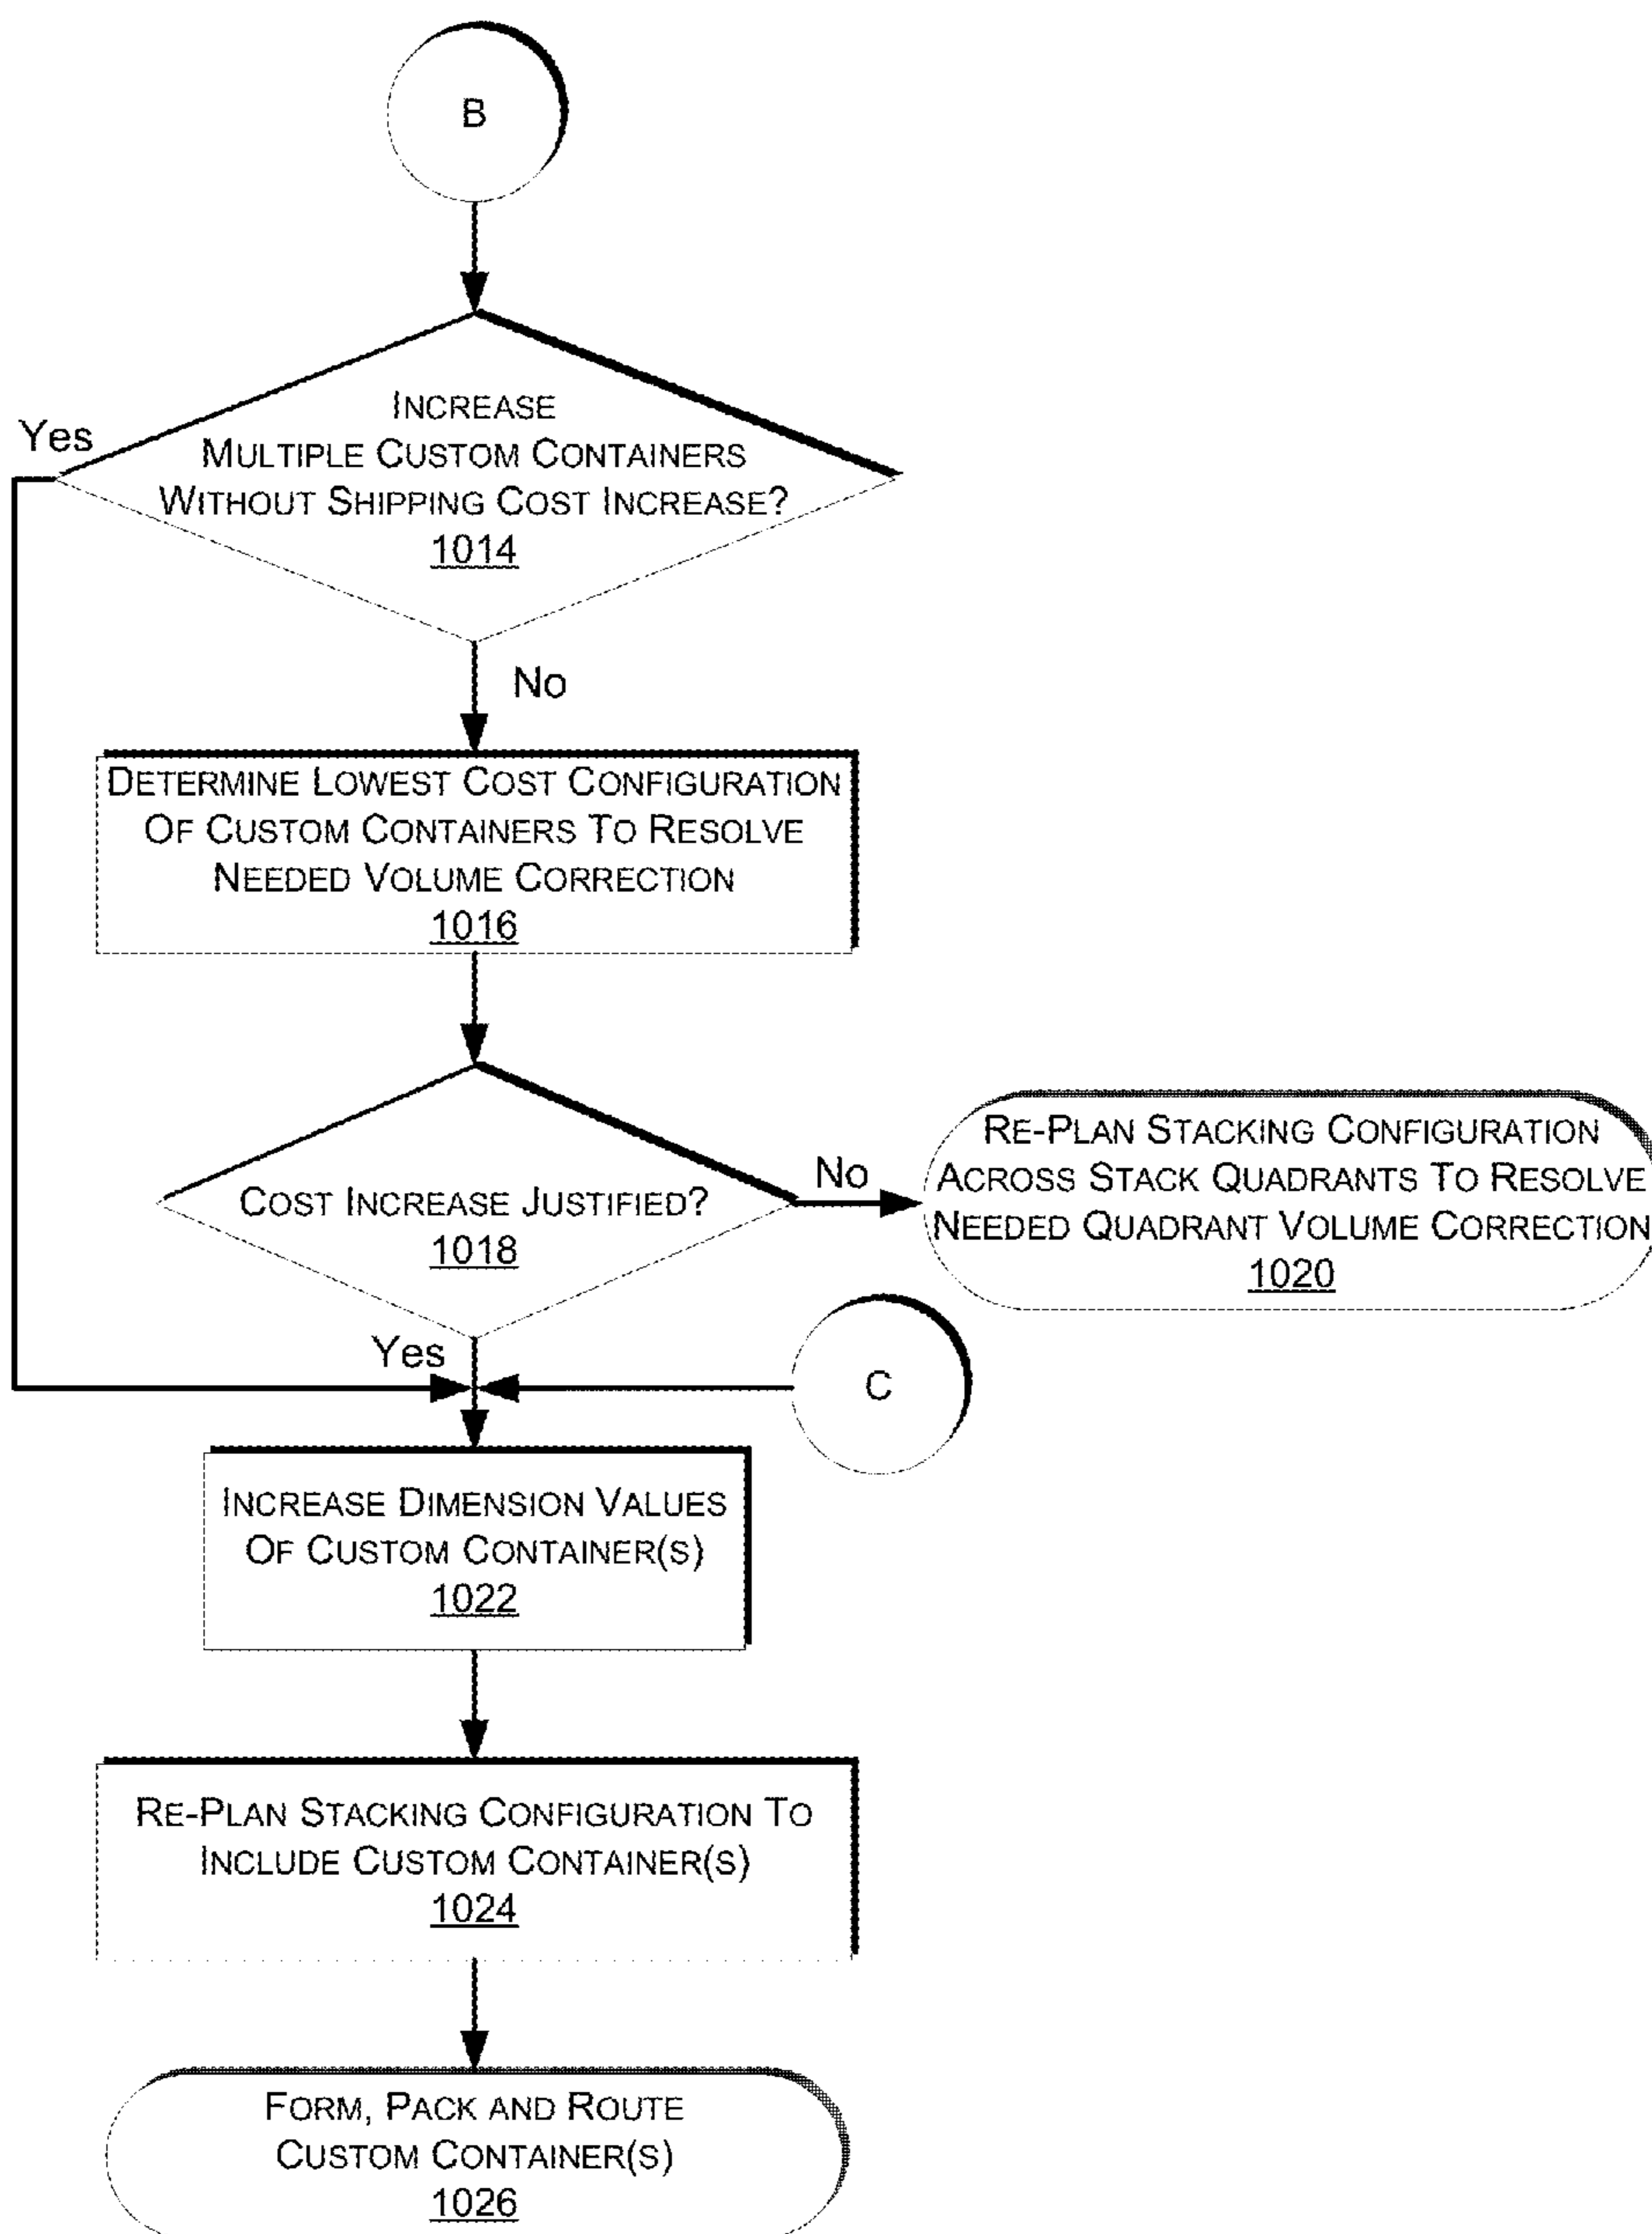 B
INCREASE
MULTIPLE CUSTOM CONTAINERS
WITHOUT SHIPPING COST INCREASE?
1014
Yes
No
DETERMINE LOWEST COST CONFIGURATION
OF CUSTOM CONTAINERS TO RESOLVE
NEEDED VOLUME CORRECTION
1016
COST INCREASE JUSTIFIED?
1018
No
RE-PLAN STACKING CONFIGURATION
ACROSS STACK QUADRANTS TO RESOLVE
NEEDED QUADRANT VOLUME CORRECTION
1020
Yes
C
INCREASE DIMENSION VALUES
OF CUSTOM CONTAINER(S)
1022
RE-PLAN STACKING CONFIGURATION TO
INCLUDE CUSTOM CONTAINER(S)
1024
FORM, PACK AND ROUTE
CUSTOM CONTAINER(S)
1026